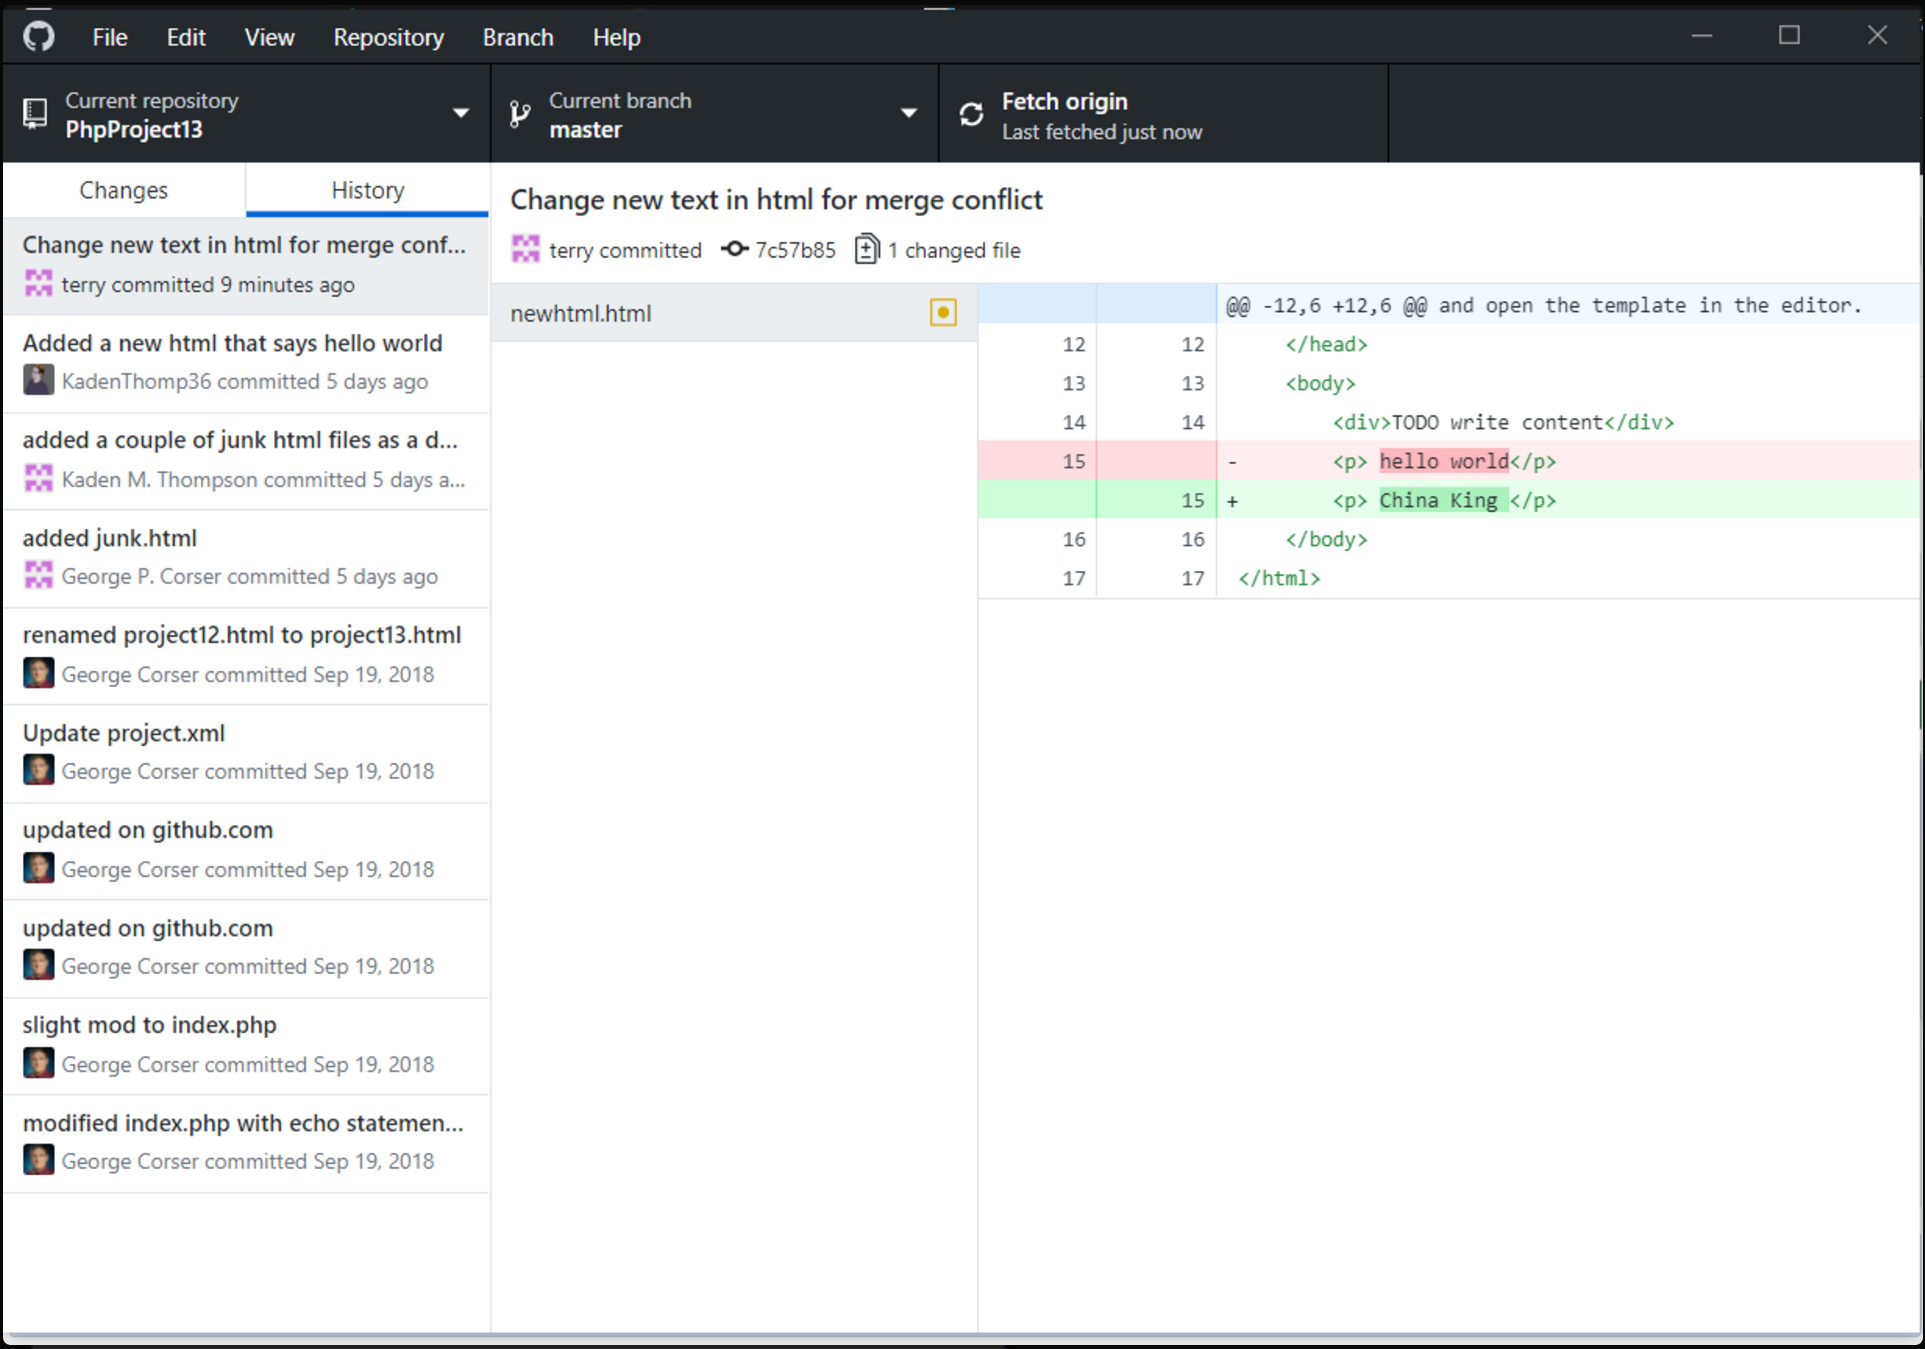 File Edit View Repository Branch Help
Current repository
PhpProject13
Current branch
master
Fetch origin
Last fetched just now
Changes
History
Change new text in html for merge conf...
terry committed 9 minutes ago
Added a new html that says hello world
KadenThomp36 committed 5 days ago
added a couple of junk html files as a d...
Kaden M. Thompson committed 5 days a...
added junk.html
George P. Corser committed 5 days ago
renamed project12.html to project13.html
George Corser committed Sep 19, 2018
Update project.xml
George Corser committed Sep 19, 2018
updated on github.com
George Corser committed Sep 19, 2018
updated on github.com
George Corser committed Sep 19, 2018
slight mod to index.php
George Corser committed Sep 19, 2018
modified index.php with echo statemen...
George Corser committed Sep 19, 2018
Change new text in html for merge conflict
terry committed 7c57b85 1 changed file
newhtml.html
@@ -12,6 +12,6 @@ and open the template in the editor.
12 12 </head>
13 13 <body>
14 14 <div>TODO write content</div>
15 - <p> hello world</p>
15 + <p> China King </p>
16 16 </body>
17 17 </html>